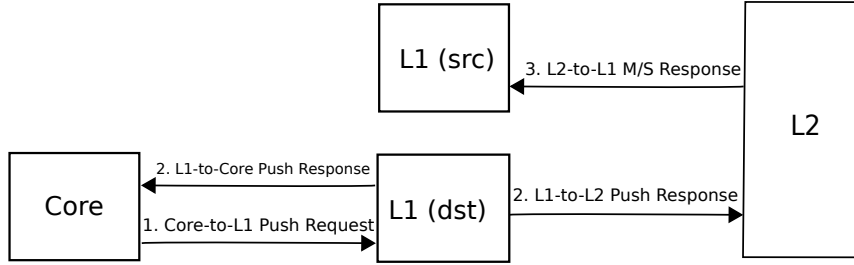 L1 (src)
3. L2-to-L1 M/S Response
L2
2. L1-to-Core Push Response
Core
L1 (dst)
2. L1-to-L2 Push Response
1. Core-to-L1 Push Request